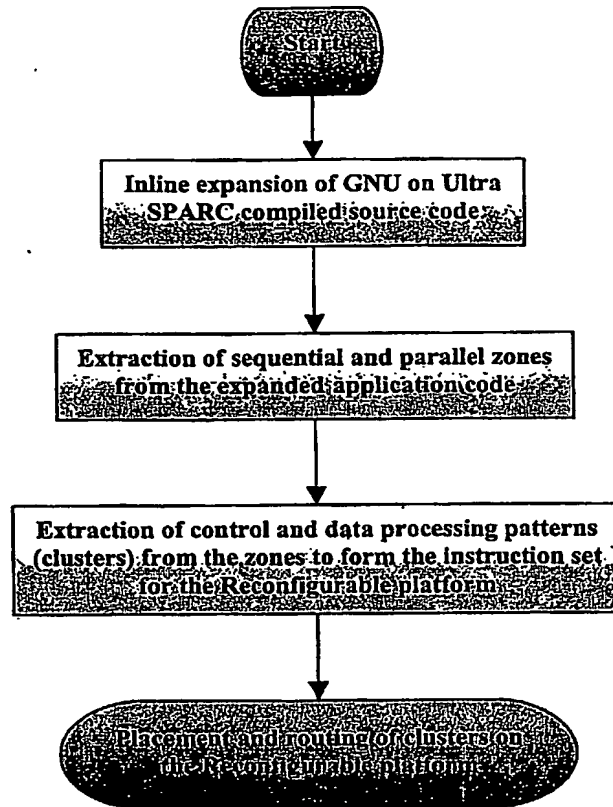 Start
Inline expansion of GNU on Ultra
SPARC compiled source code
Extraction of sequential and parallel zones
from the expanded application code
Extraction of control and data processing patterns
(clusters) from the zones to form the instruction set
for the Reconfigurable platform
Placement and routing of clusters on
the Reconfigurable platform